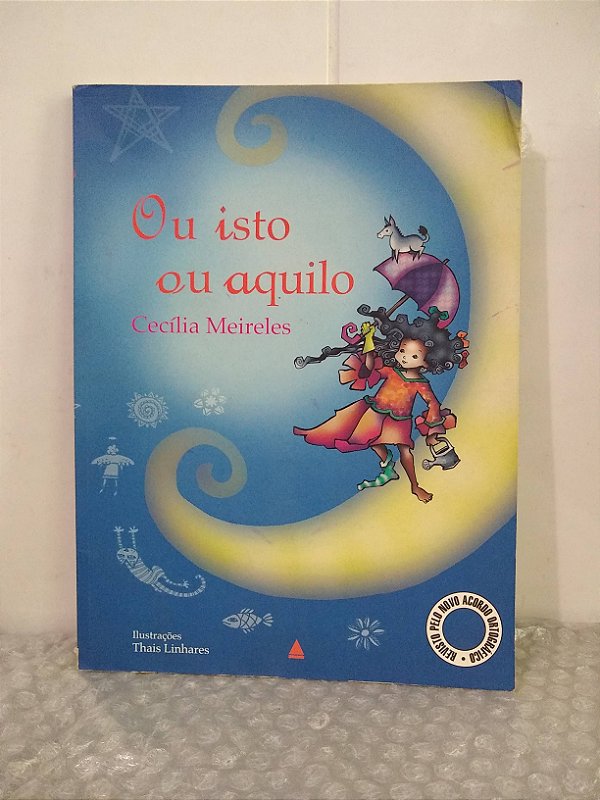 Ou isto
ou aquilo
Cecília Meireles
Ilustrações
Thais Linhares
REVISTO PELO NOVO ACORDO ORTOGRÁFICO •